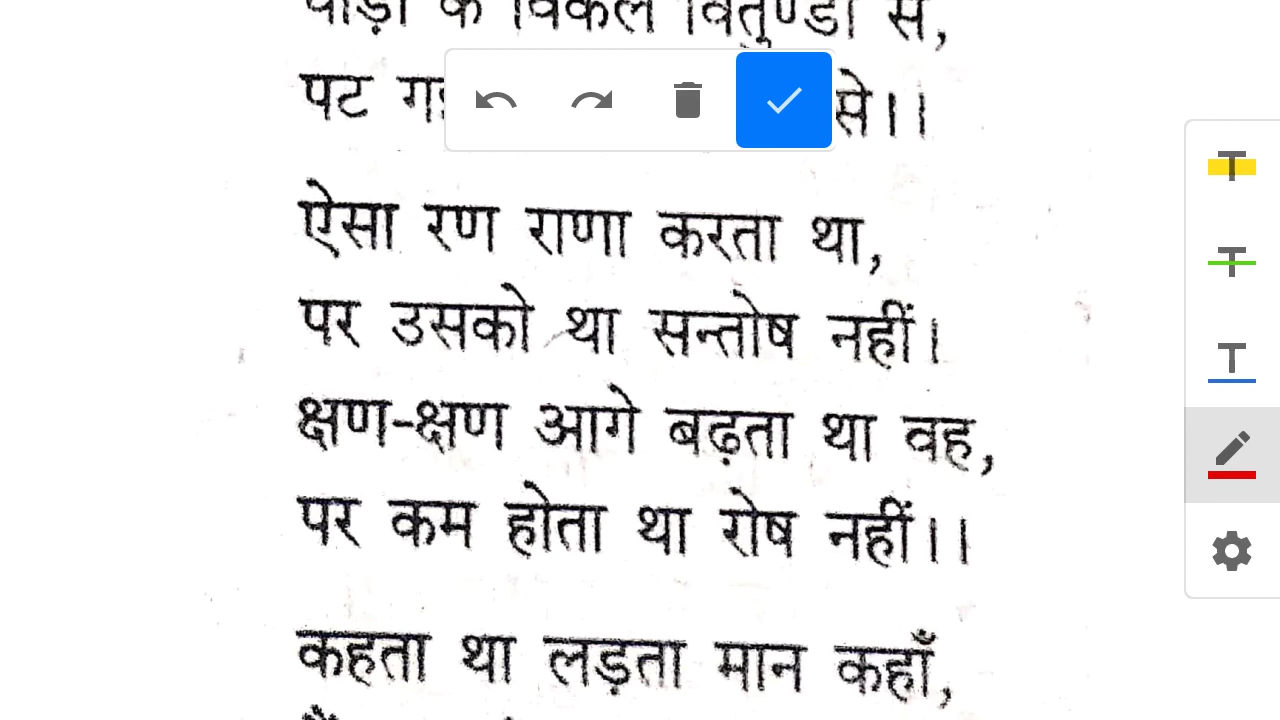 के विकल वितुण्डों से,
पट से।।
ऐसा रण राणा करता था,
पर उसको था सन्तोष नहीं।
क्षण-क्षण आगे बढ़ता था वह,
पर कम होता था रोष नहीं।।
कहता था लड़ता मान कहाँ,